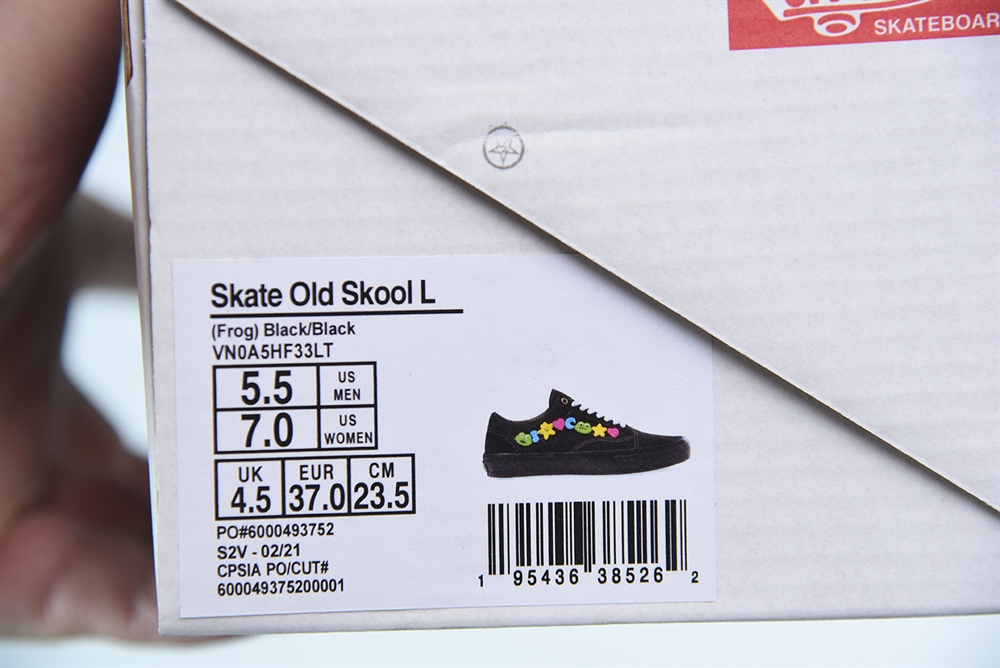 SKATEBOAR
Skate Old Skool L
(Frog) Black/Black
VN0A5HF33LT
5.5 US MEN
7.0 US WOMEN
UK 4.5 EUR 37.0 CM 23.5
PO#6000493752
S2V - 02/21
CPSIA PO/CUT#
600049375200001
1 95436 38526 2